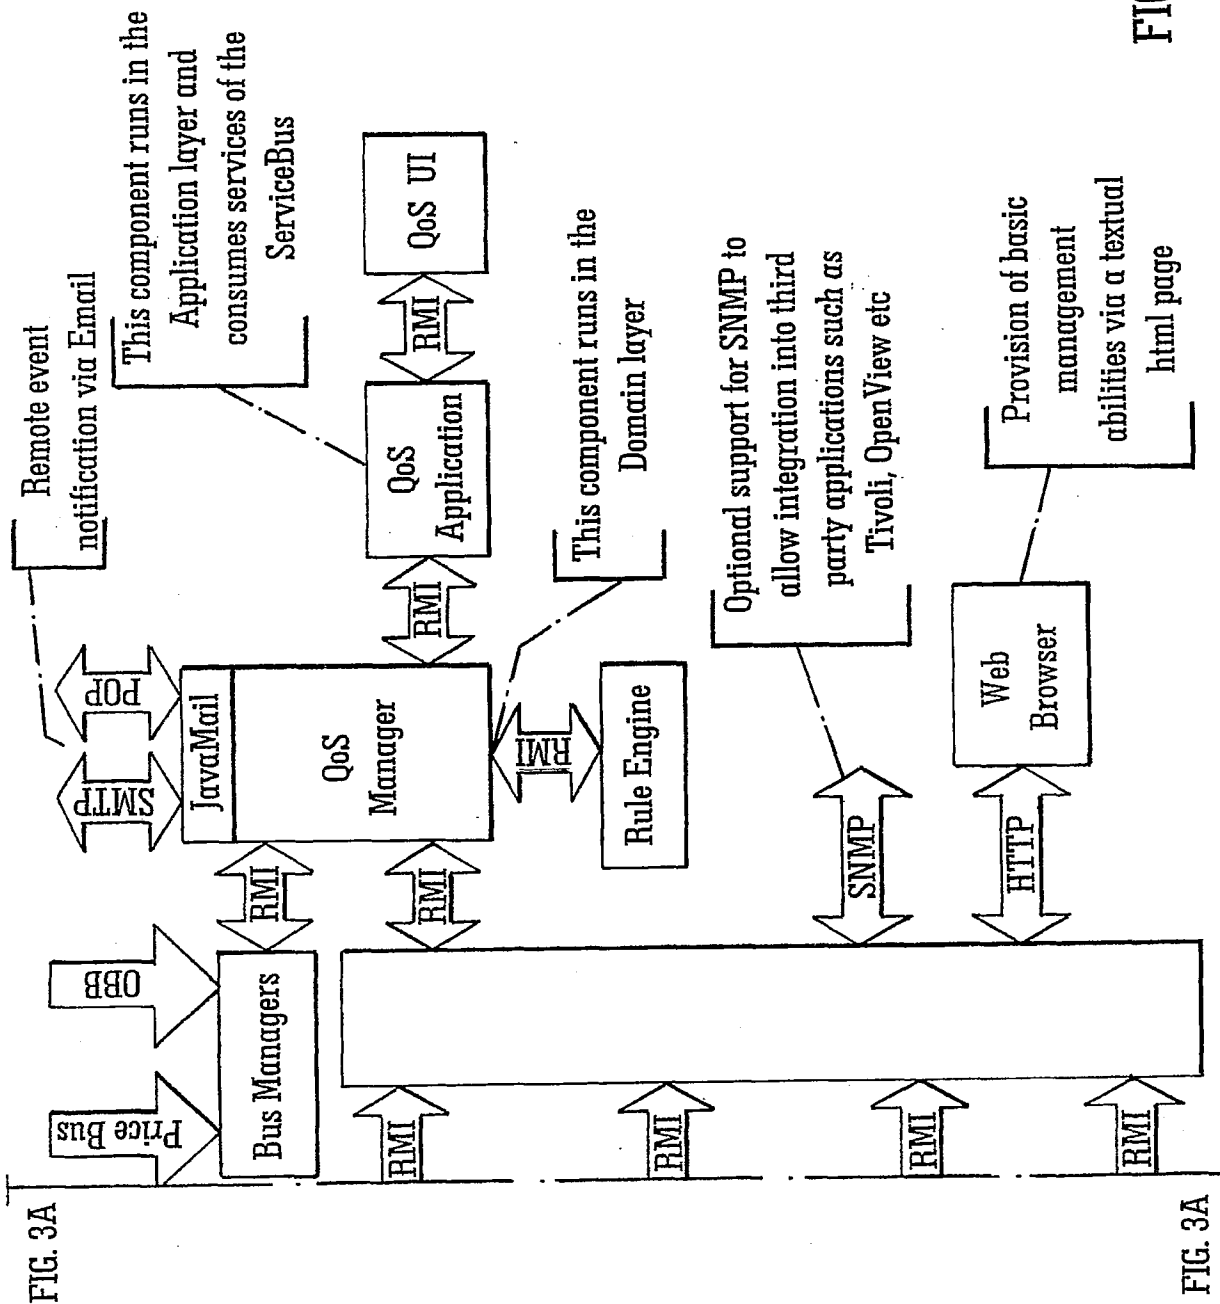 FIG. 3A
Price Bus
OBB
SMTP
POP
Remote event
notification via Email
This component runs in the
Application layer and
consumes services of the
ServiceBus
Bus Managers
RMI
JavaMail
QoS
Manager
RMI
RMI
QoS
Application
RMI
QoS UI
RMI
Rule Engine
This component runs in the
Domain layer
RMI
RMI
RMI
RMI
SNMP
Optional support for SNMP to
allow integration into third
party applications such as
Tivoli, OpenView etc
HTTP
Web
Browser
Provision of basic
management
abilities via a textual
html page
FIG. 3A